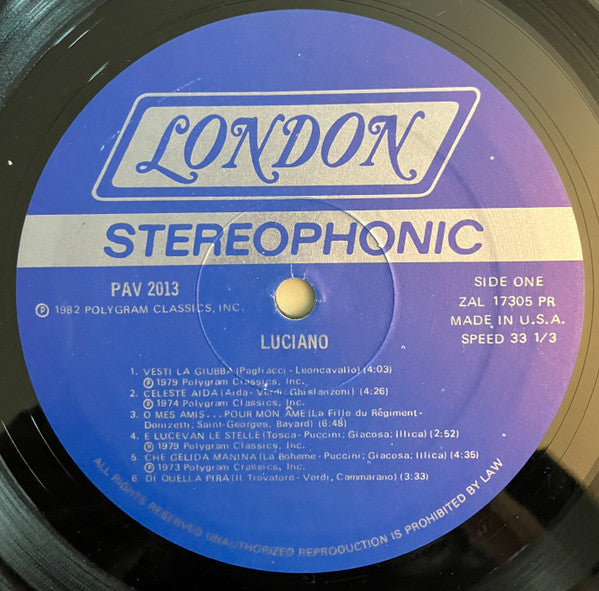 LONDON
STEREOPHONIC
PAV 2013
℗ 1982 POLYGRAM CLASSICS, INC.
SIDE ONE
ZAL 17305 PR
MADE IN U.S.A.
SPEED 33 1/3
LUCIANO
1. VESTI LA GIUBBA (Pagliacci - Leoncavallo) (4:03)
℗ 1979 Polygram Classics, Inc.
2. CELESTE AIDA (Aida - Verdi, Ghislanzoni) (4:26)
℗ 1974 Polygram Classics, Inc.
3. O MES AMIS...POUR MON ÂME (La Fille du Régiment-
Donizetti, Saint-Georges, Bayard) (6:48)
4. E LUCEVAN LE STELLE (Tosca - Puccini; Giacosa; Illica) (2:52)
℗ 1979 Polygram Classics, Inc.
5. CHE GELIDA MANINA (La Boheme - Puccini; Giacosa; Illica) (4:35)
℗ 1973 Polygram Classics, Inc.
6. DI QUELLA PIRA (Il Trovatore - Verdi, Cammarano) (3:33)
ALL RIGHTS RESERVED UNAUTHORIZED REPRODUCTION IS PROHIBITED BY LAW